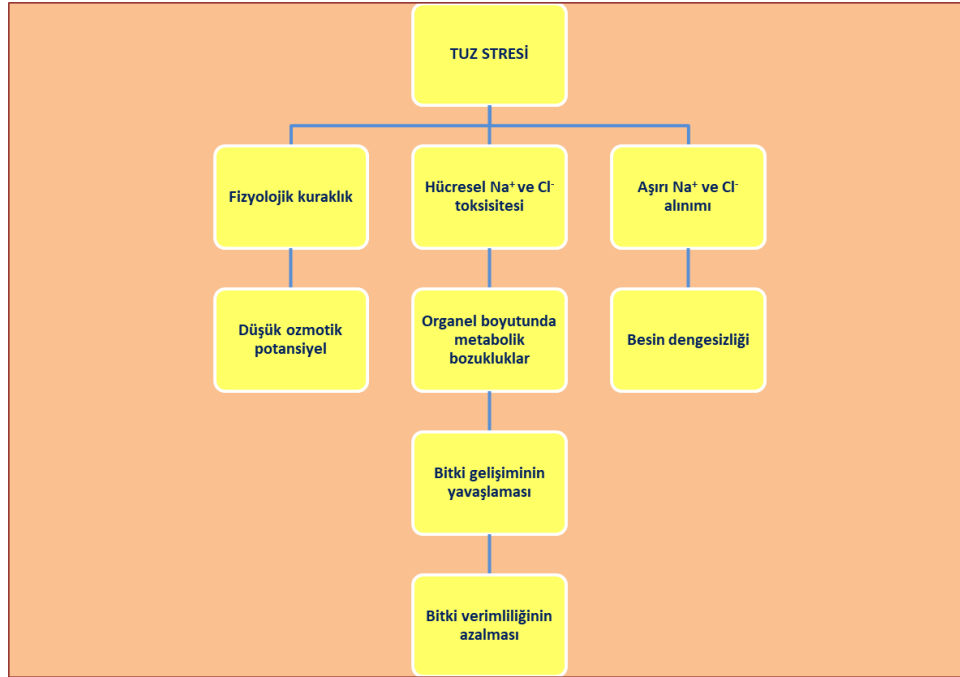 TUZ STRESİ
Fizyolojik kuraklık
Hücresel Na⁺ ve Cl⁻
toksisitesi
Aşırı Na⁺ ve Cl⁻
alınımı
Düşük ozmotik
potansiyel
Organel boyutunda
metabolik
bozukluklar
Besin dengesizliği
Bitki gelişiminin
yavaşlaması
Bitki verimliliğinin
azalması